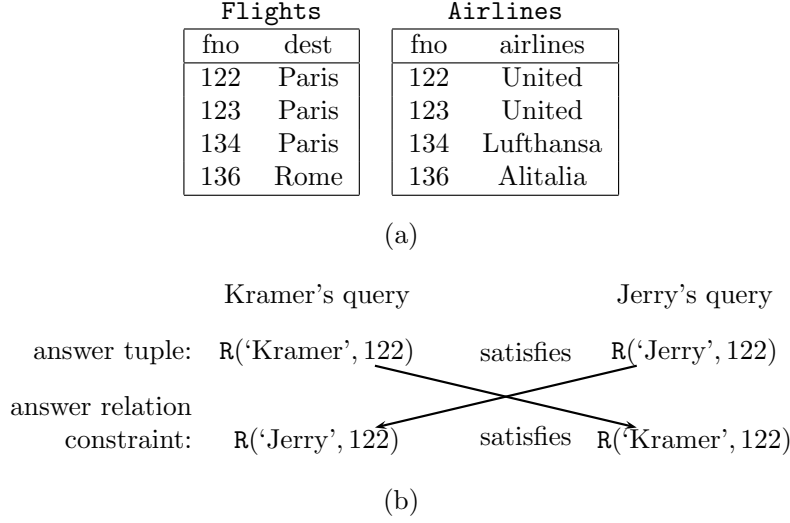 Flights Airlines
fno dest fno airlines
122 Paris 122 United
123 Paris 123 United
134 Paris 134 Lufthansa
136 Rome 136 Alitalia
(a)
Kramer's query Jerry's query
answer tuple: R(‘Kramer’, 122) satisfies R(‘Jerry’, 122)
answer relation
constraint: R(‘Jerry’, 122) satisfies R(‘Kramer’, 122)
(b)